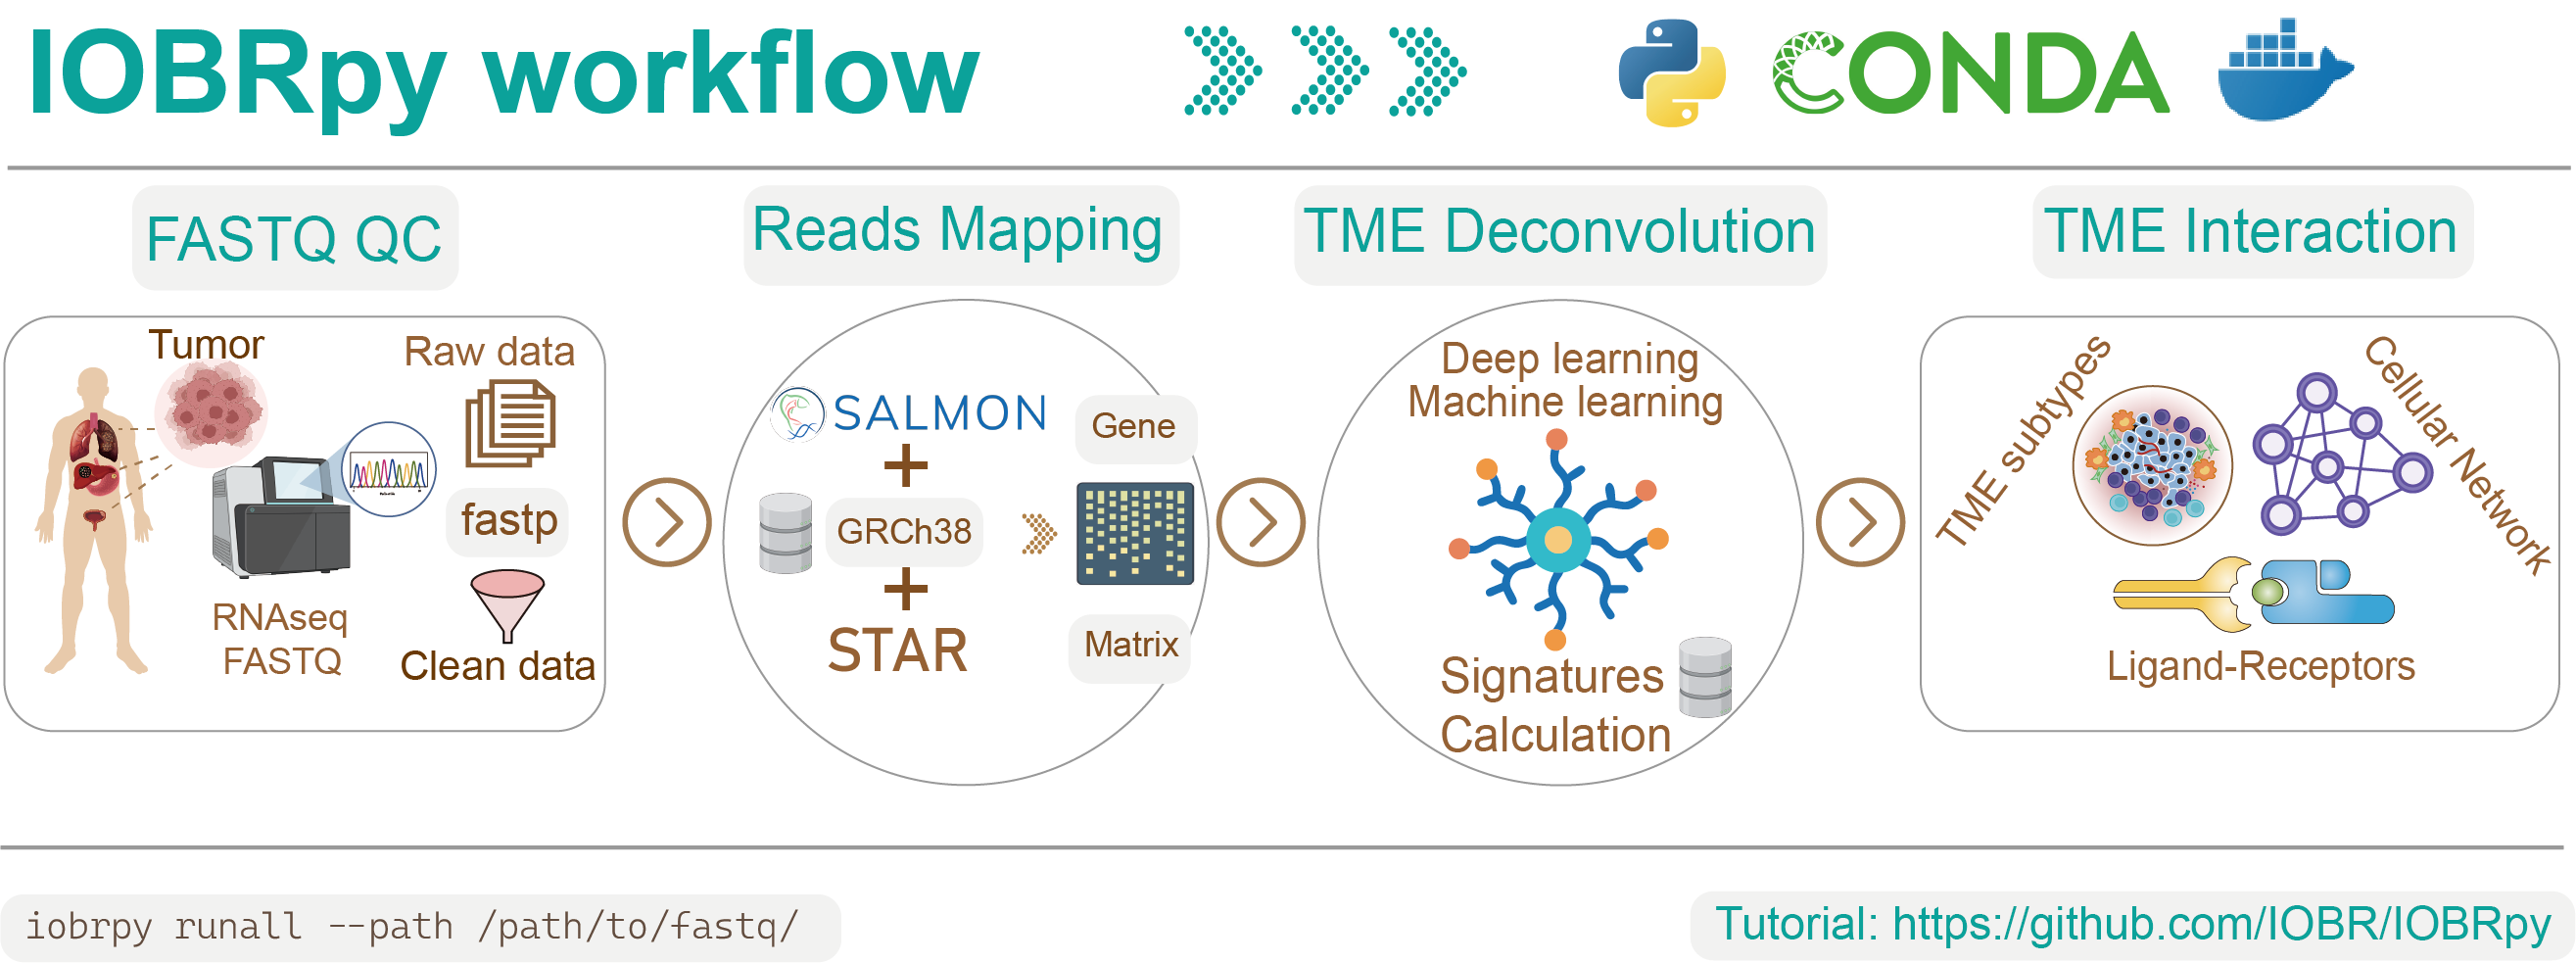 IOBRpy workflow
CONDA
FASTQ QC
Reads Mapping
TME Deconvolution
TME Interaction
Tumor
Raw data
fastp
RNAseq
FASTQ
Clean data
SALMON
+
GRCh38
+
STAR
Gene
Matrix
Deep learning
Machine learning
Signatures
Calculation
TME subtypes
Cellular Network
Ligand-Receptors
iobrpy runall --path /path/to/fastq/
Tutorial: https://github.com/IOBR/IOBRpy